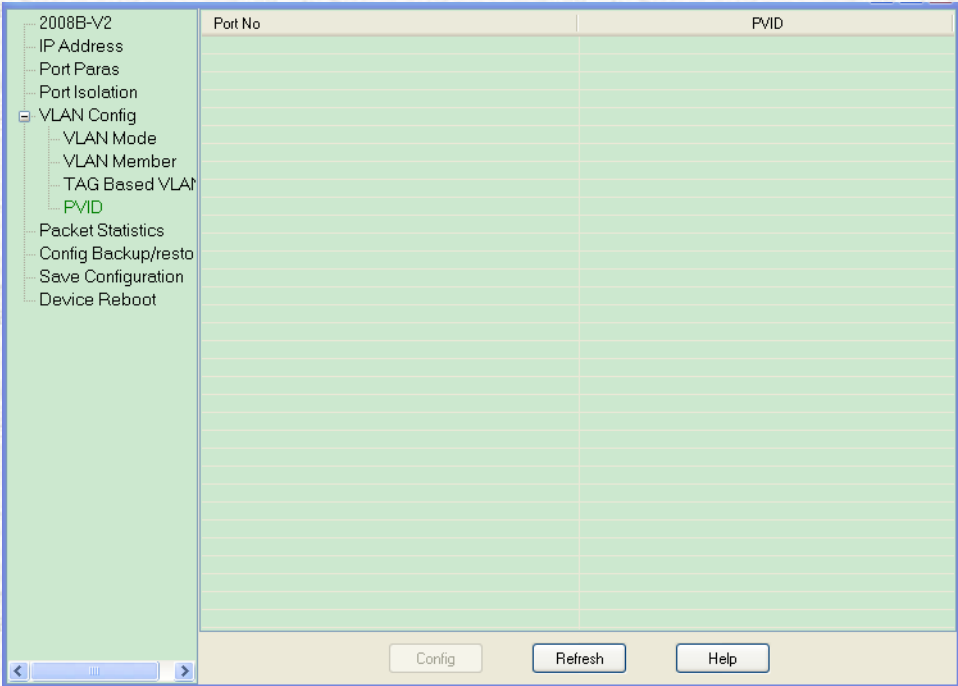 2008B-V2
IP Address
Port Paras
Port Isolation
VLAN Config
VLAN Mode
VLAN Member
TAG Based VLAN
PVID
Packet Statistics
Config Backup/resto
Save Configuration
Device Reboot
Port No PVID
Config Refresh Help